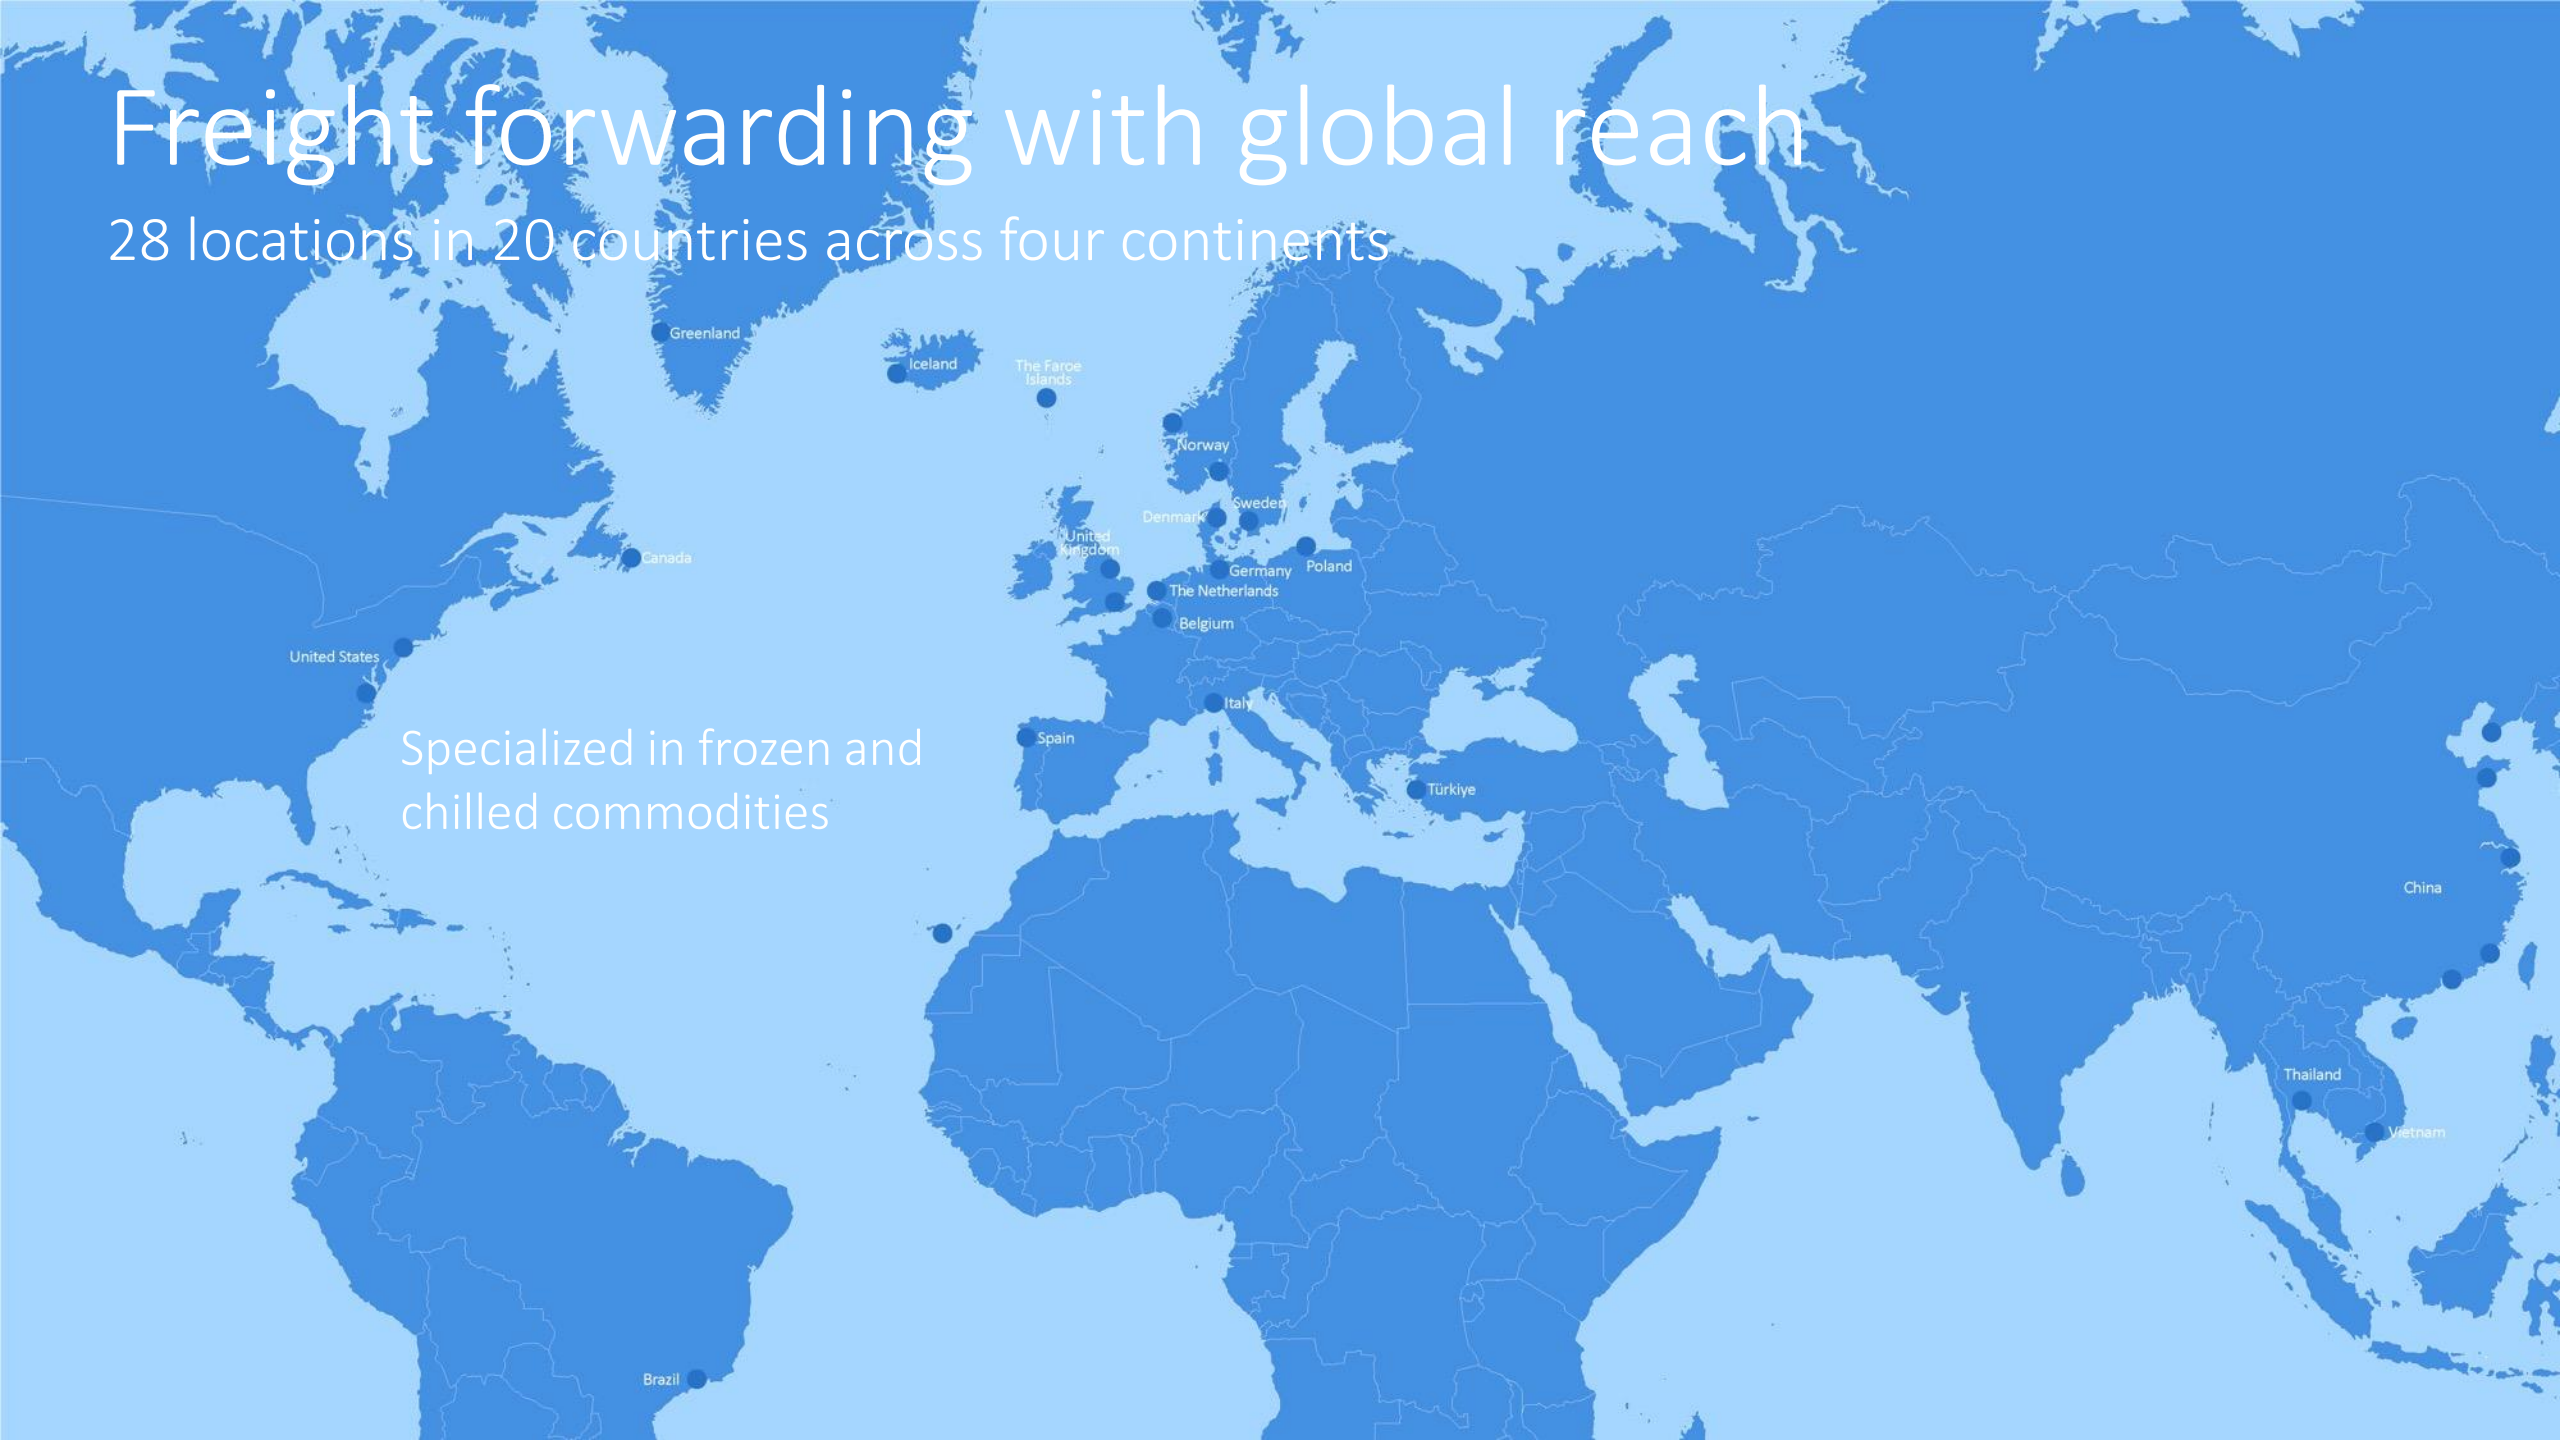 Freight forwarding with global reach
28 locations in 20 countries across four continents
Greenland
Iceland
The Faroe
Islands
Norway
Sweden
Denmark
United
Kingdom
Canada
Germany
Poland
The Netherlands
Belgium
United States
Italy
Spain
Specialized in frozen and
chilled commodities
Türkiye
China
Thailand
Vietnam
Brazil